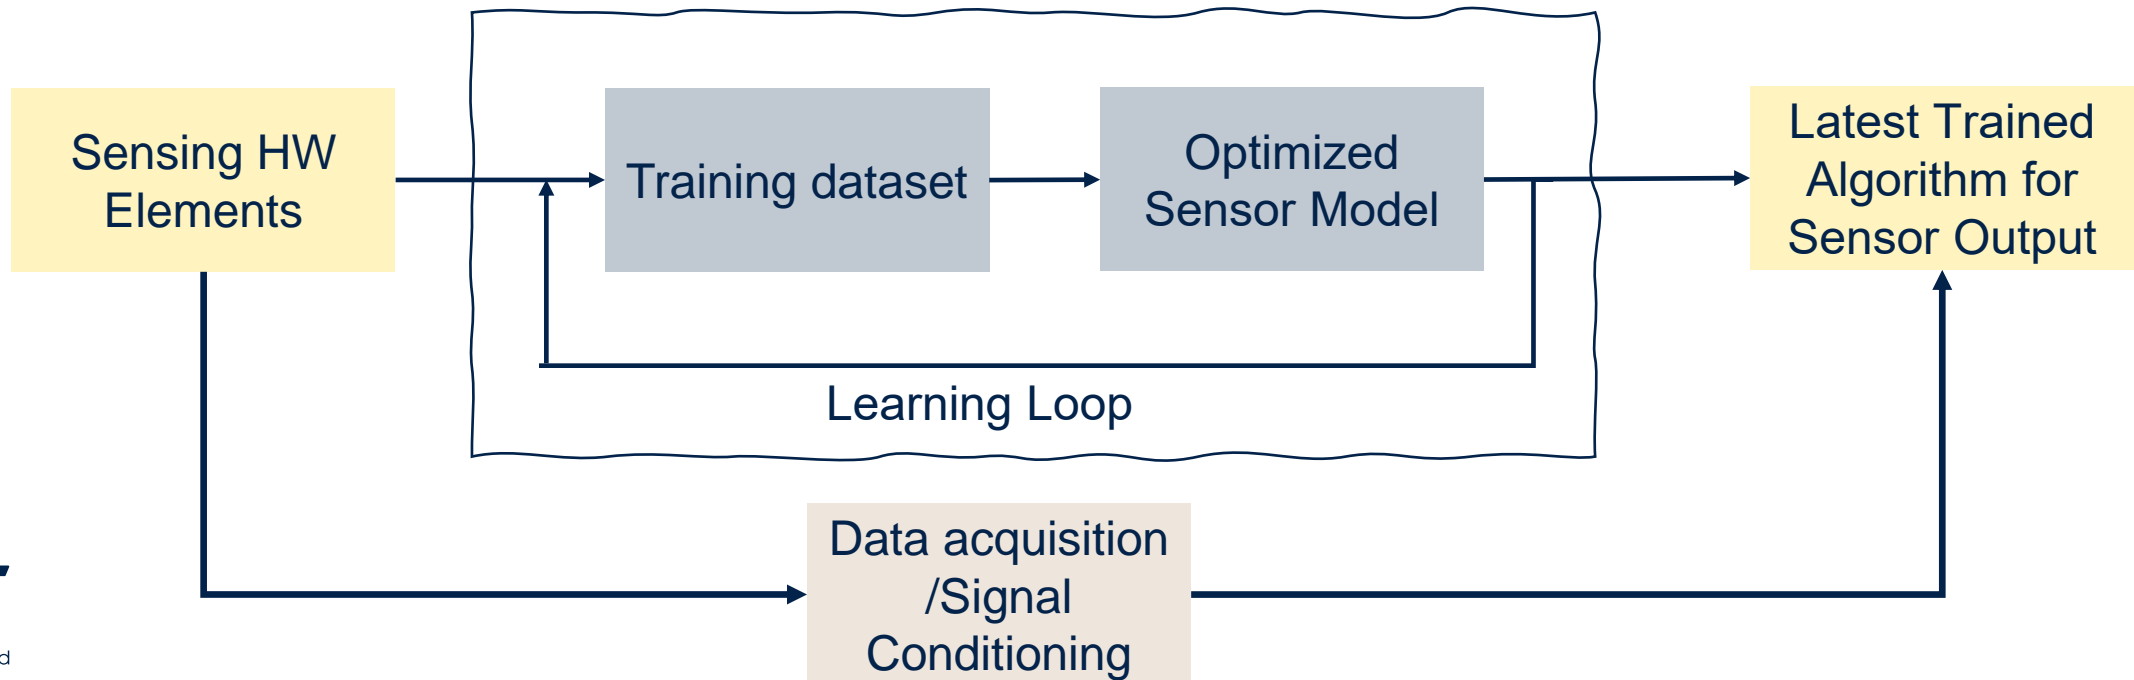 Sensing HW
Elements
Training dataset
Optimized
Sensor Model
Latest Trained
Algorithm for
Sensor Output
Learning Loop
Data acquisition
/Signal
Conditioning